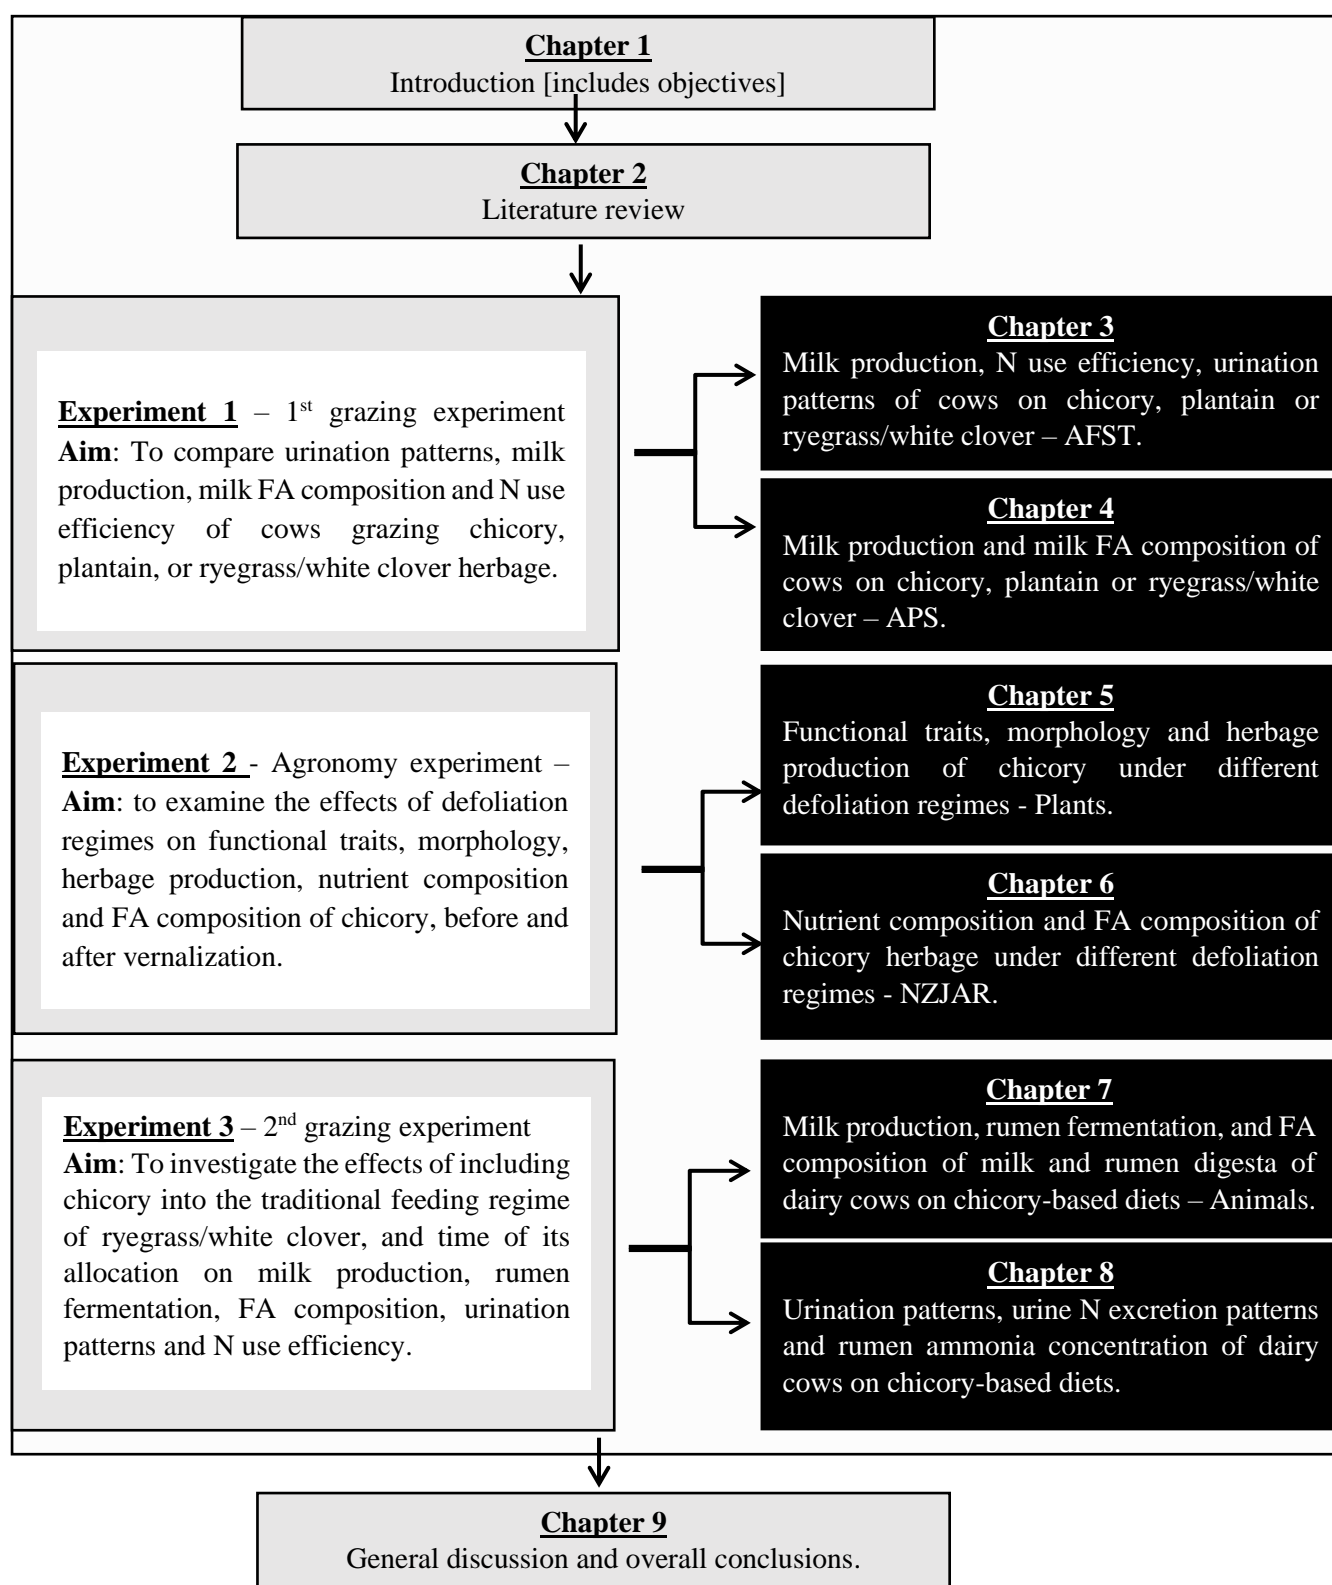 Chapter 1
Introduction [includes objectives]
Chapter 2
Literature review
Experiment 1 – 1st grazing experiment
Aim: To compare urination patterns, milk
production, milk FA composition and N use
efficiency of cows grazing chicory,
plantain, or ryegrass/white clover herbage.
Chapter 3
Milk production, N use efficiency, urination
patterns of cows on chicory, plantain or
ryegrass/white clover – AFST.
Chapter 4
Milk production and milk FA composition of
cows on chicory, plantain or ryegrass/white
clover – APS.
Experiment 2 - Agronomy experiment –
Aim: to examine the effects of defoliation
regimes on functional traits, morphology,
herbage production, nutrient composition
and FA composition of chicory, before and
after vernalization.
Chapter 5
Functional traits, morphology and herbage
production of chicory under different
defoliation regimes - Plants.
Chapter 6
Nutrient composition and FA composition of
chicory herbage under different defoliation
regimes - NZJAR.
Experiment 3 – 2nd grazing experiment
Aim: To investigate the effects of including
chicory into the traditional feeding regime
of ryegrass/white clover, and time of its
allocation on milk production, rumen
fermentation, FA composition, urination
patterns and N use efficiency.
Chapter 7
Milk production, rumen fermentation, and FA
composition of milk and rumen digesta of
dairy cows on chicory-based diets – Animals.
Chapter 8
Urination patterns, urine N excretion patterns
and rumen ammonia concentration of dairy
cows on chicory-based diets.
Chapter 9
General discussion and overall conclusions.